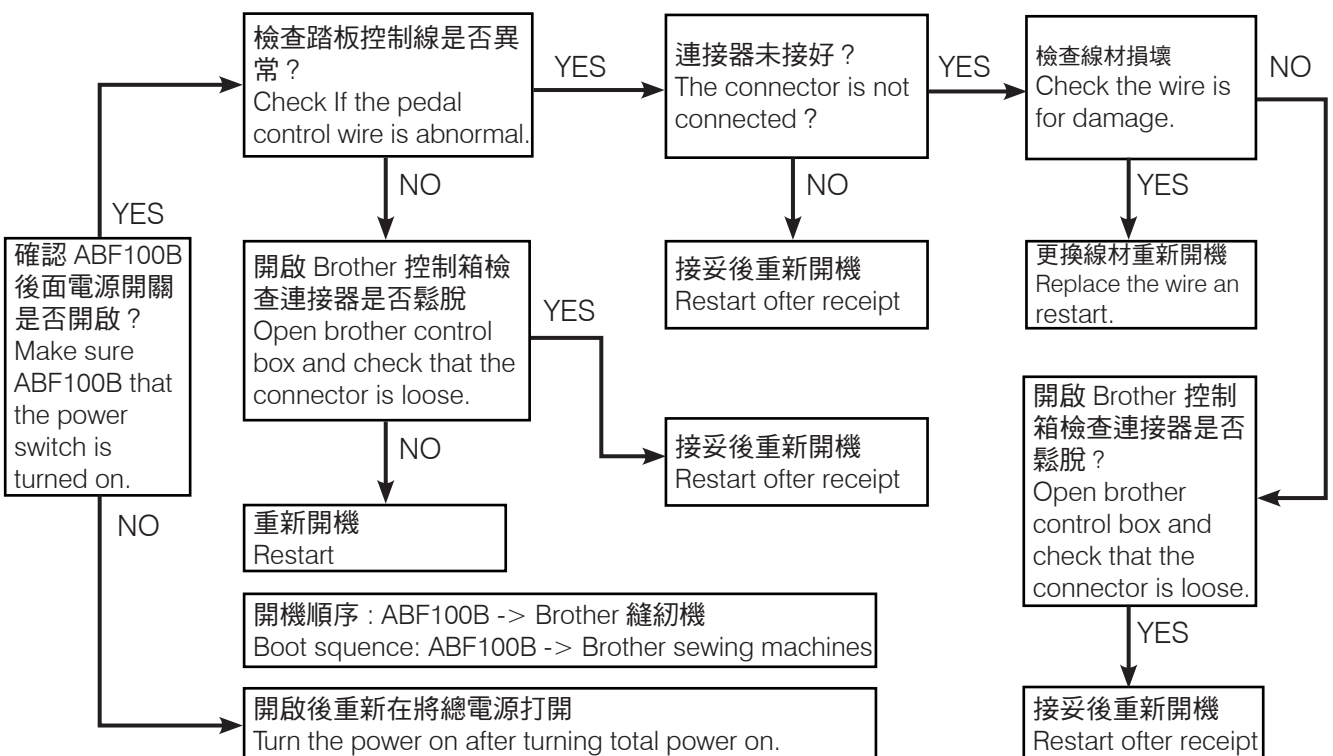 檢查踏板控制線是否異
常？
Check If the pedal
control wire is abnormal.
YES
連接器未接好？
The connector is not
connected？
YES
檢查線材損壞
Check the wire is
for damage.
NO
NO
NO
YES
YES
確認 ABF100B
後面電源開關
是否開啟？
Make sure
ABF100B that
the power
switch is
turned on.
NO
開啟 Brother 控制箱檢
查連接器是否鬆脫
Open brother control
box and check that the
connector is loose.
YES
接妥後重新開機
Restart ofter receipt
更換線材重新開機
Replace the wire an
restart.
NO
接妥後重新開機
Restart ofter receipt
開啟 Brother 控制
箱檢查連接器是否
鬆脫？
Open brother
control box and
check that the
connector is loose.
重新開機
Restart
開機順序 : ABF100B -> Brother 縫紉機
Boot squence: ABF100B -> Brother sewing machines
YES
開啟後重新在將總電源打開
Turn the power on after turning total power on.
接妥後重新開機
Restart ofter receipt